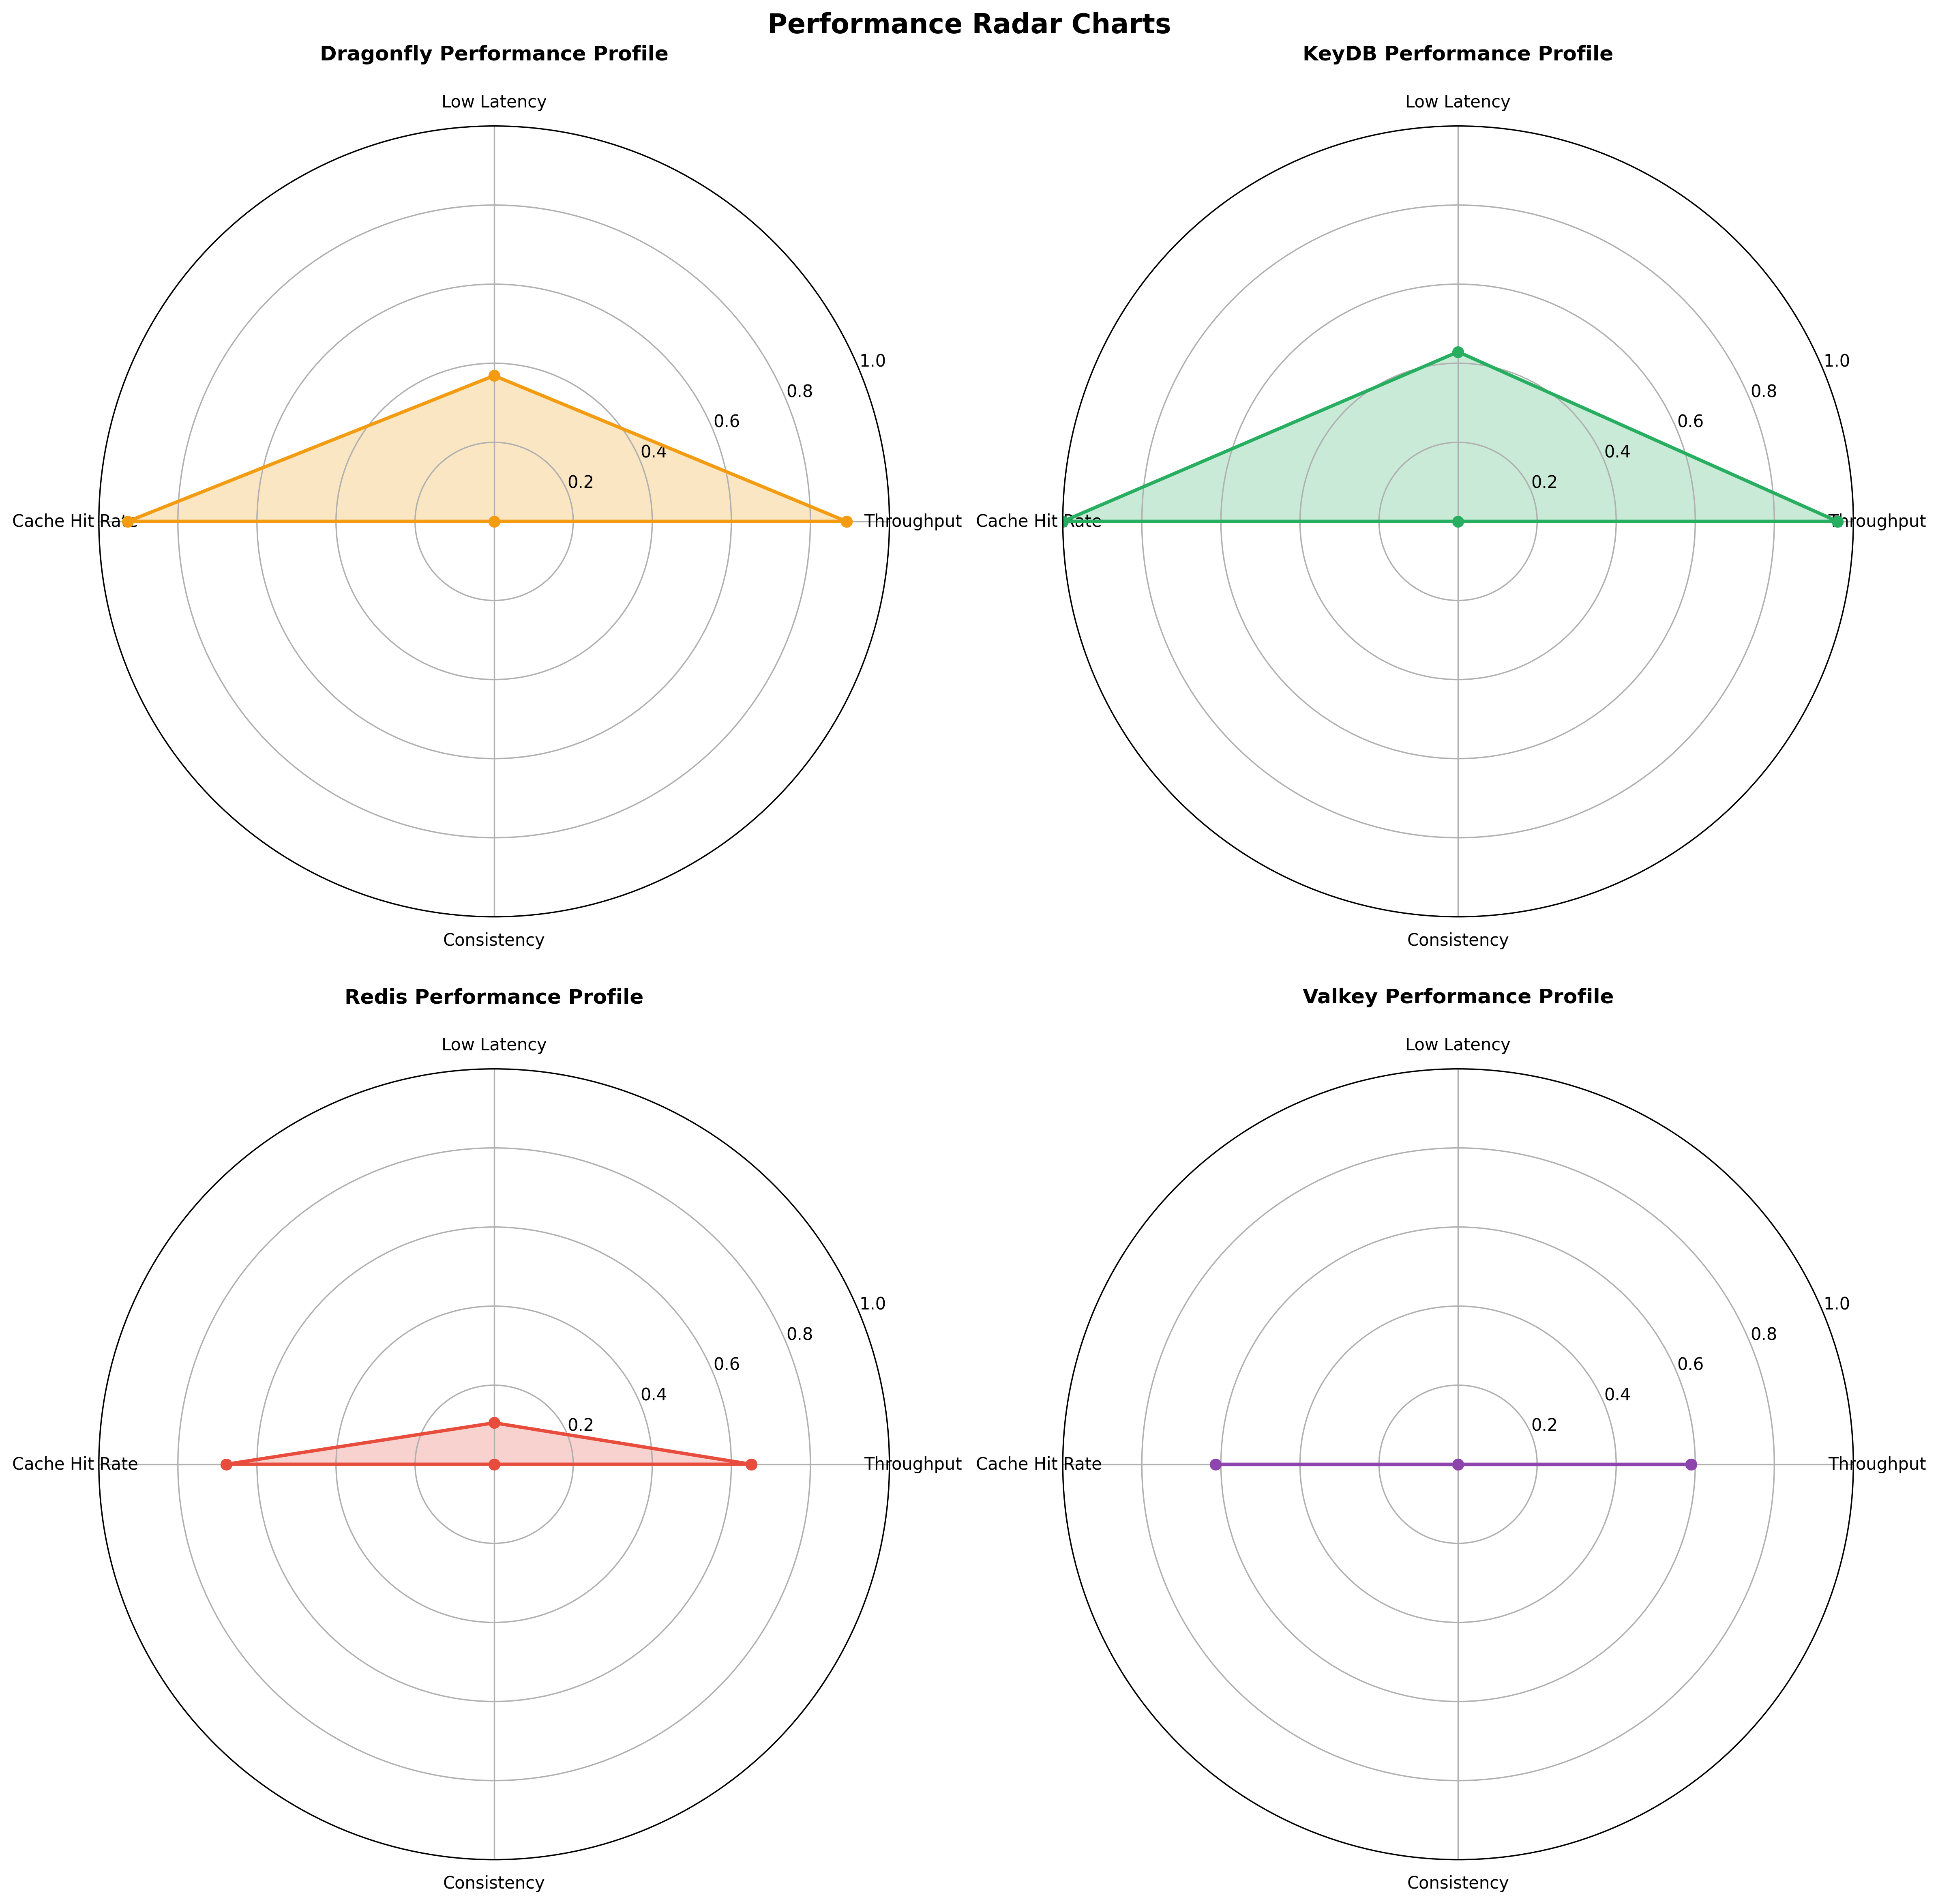 Performance Radar Charts
Dragonfly Performance Profile
Low Latency
1.0
0.8
0.6
0.4
0.2
Cache Hit Rate
Throughput
Consistency
KeyDB Performance Profile
Low Latency
1.0
0.8
0.6
0.4
0.2
Cache Hit Rate
Throughput
Consistency
Redis Performance Profile
Low Latency
1.0
0.8
0.6
0.4
0.2
Cache Hit Rate
Throughput
Consistency
Valkey Performance Profile
Low Latency
1.0
0.8
0.6
0.4
0.2
Cache Hit Rate
Throughput
Consistency